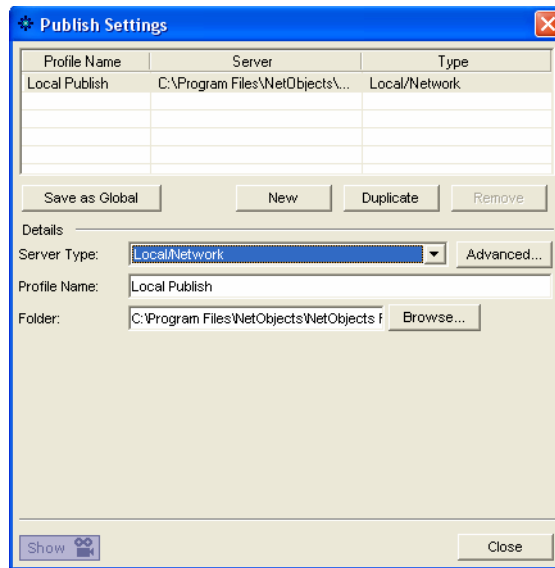 Publish Settings
Profile Name Server Type
Local Publish C:\Program Files\NetObjects\... Local/Network
Save as Global New Duplicate Remove
Details
Server Type: Local/Network Advanced...
Profile Name: Local Publish
Folder: C:\Program Files\NetObjects\NetObjects F Browse...
Show Close